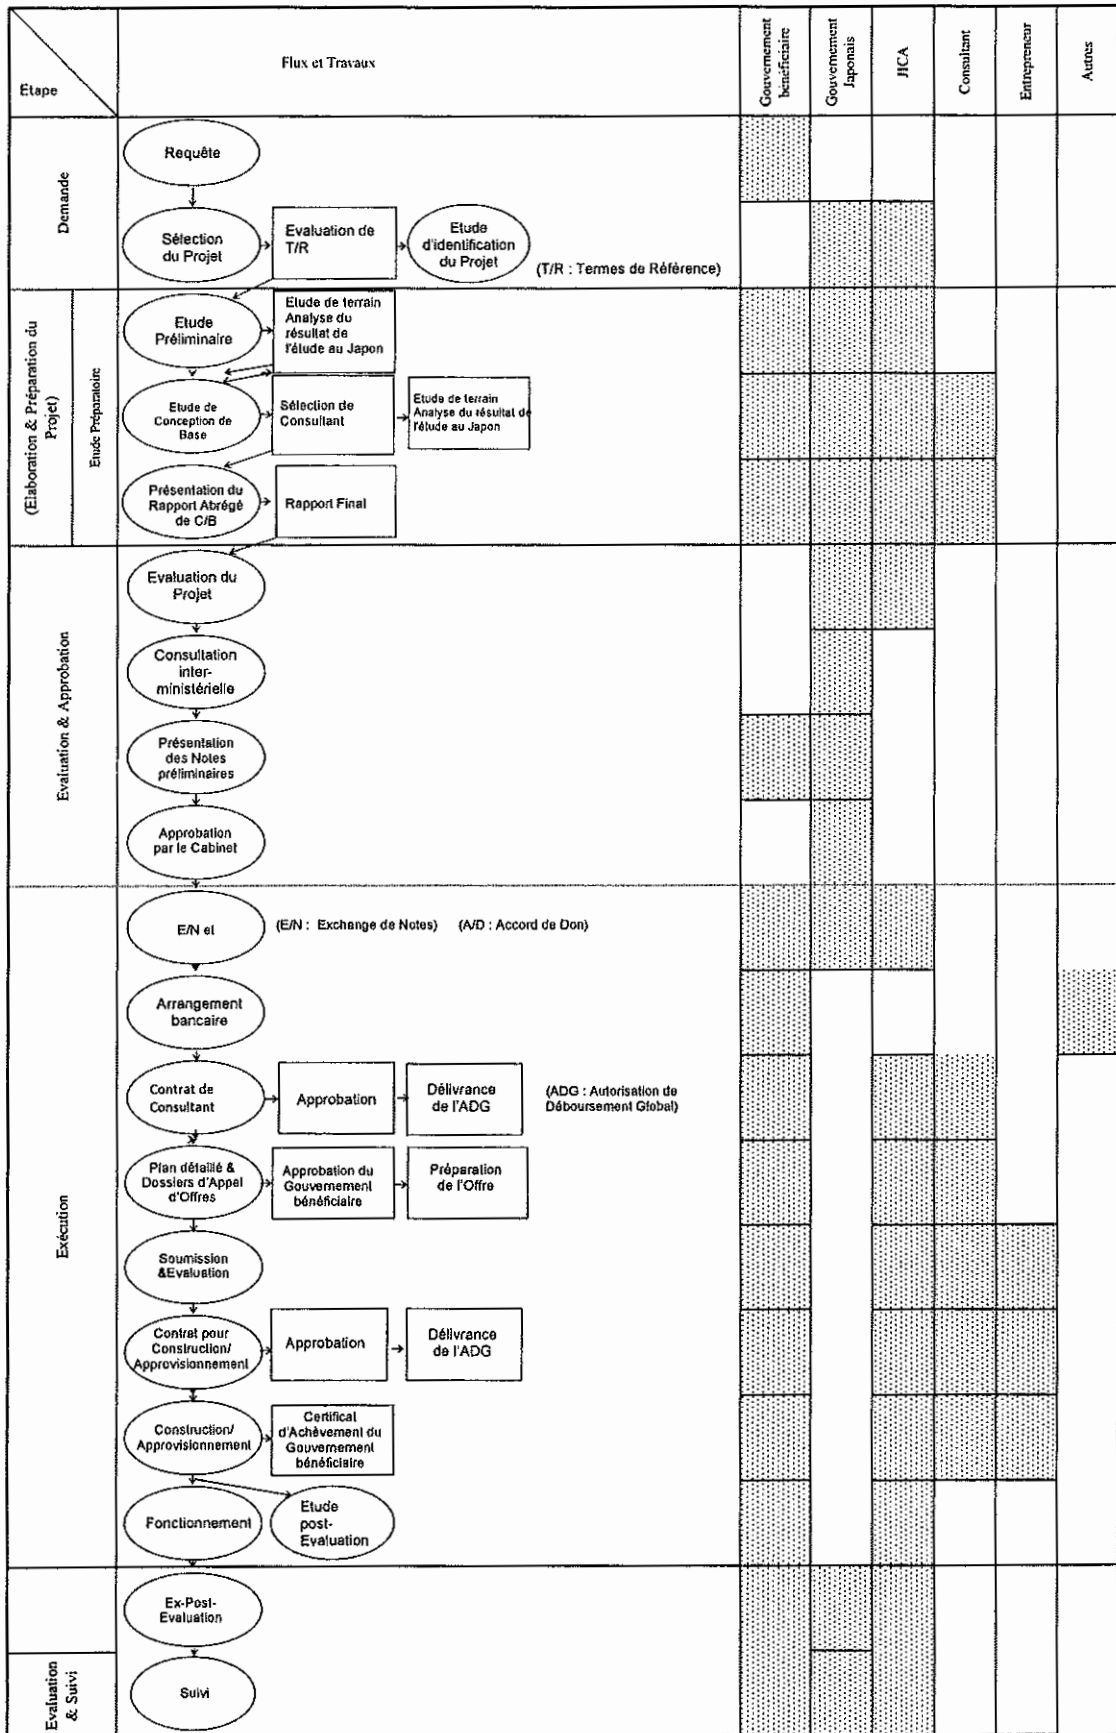 Etape
Flux et Travaux
Gouvernement
bénéficiaire
Gouvernement
Japonais
JICA
Consultant
Entrepreneur
Autres
Demande
Requête
Sélection
du Projet
Evaluation de
T/R
Etude
d'identification
du Projet
(T/R : Termes de Référence)
(Elaboration & Préparation du
Projet)
Etude Préparatoire
Etude
Préliminaire
Etude de terrain
Analyse du
résultat de
l'étude au Japon
Etude de
Conception de
Base
Sélection de
Consultant
Etude de terrain
Analyse du résultat de
l'étude au Japon
Présentation du
Rapport Abrégé
de C/B
Rapport Final
Evaluation & Approbation
Evaluation du
Projet
Consultation
inter-
ministérielle
Présentation
des Notes
préliminaires
Approbation
par le Cabinet
Exécution
E/N et
(E/N : Exchange de Notes) (A/D : Accord de Don)
Arrangement
bancaire
Contrat de
Consultant
Approbation
Délivrance
de l'ADG
(ADG : Autorisation de
Déboursement Global)
Plan détaillé &
Dossiers d'Appel
d'Offres
Approbation du
Gouvernement
bénéficiaire
Préparation
de l'Offre
Soumission
&Evaluation
Contrat pour
Construction/
Approvisionnement
Approbation
Délivrance
de l'ADG
Construction/
Approvisionnement
Certificat
d'Achèvement du
Gouvernement
bénéficiaire
Fonctionnement
Etude
post-
Evaluation
Ex-Post-
Evaluation
Evaluation
& Suivi
Suivi